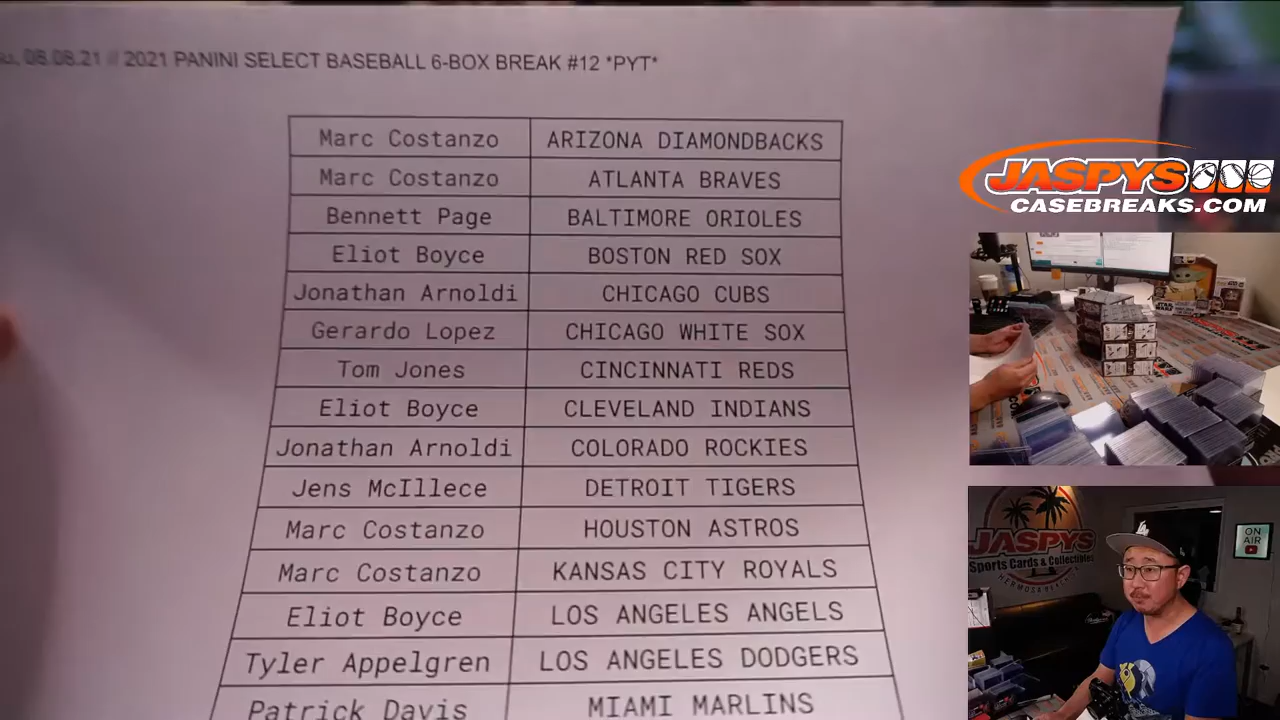 08.08.21 // 2021 PANINI SELECT BASEBALL 6-BOX BREAK #12 *PYT*
Marc Costanzo ARIZONA DIAMONDBACKS
Marc Costanzo ATLANTA BRAVES
Bennett Page BALTIMORE ORIOLES
Eliot Boyce BOSTON RED SOX
Jonathan Arnoldi CHICAGO CUBS
Gerardo Lopez CHICAGO WHITE SOX
Tom Jones CINCINNATI REDS
Eliot Boyce CLEVELAND INDIANS
Jonathan Arnoldi COLORADO ROCKIES
Jens McIllece DETROIT TIGERS
Marc Costanzo HOUSTON ASTROS
Marc Costanzo KANSAS CITY ROYALS
Eliot Boyce LOS ANGELES ANGELS
Tyler Appelgren LOS ANGELES DODGERS
Patrick Davis MIAMI MARLINS
JASPYS
CASEBREAKS.COM
JASPYS
Sports Cards & Collectibles
HERMOSA BEACH
ON
AIR